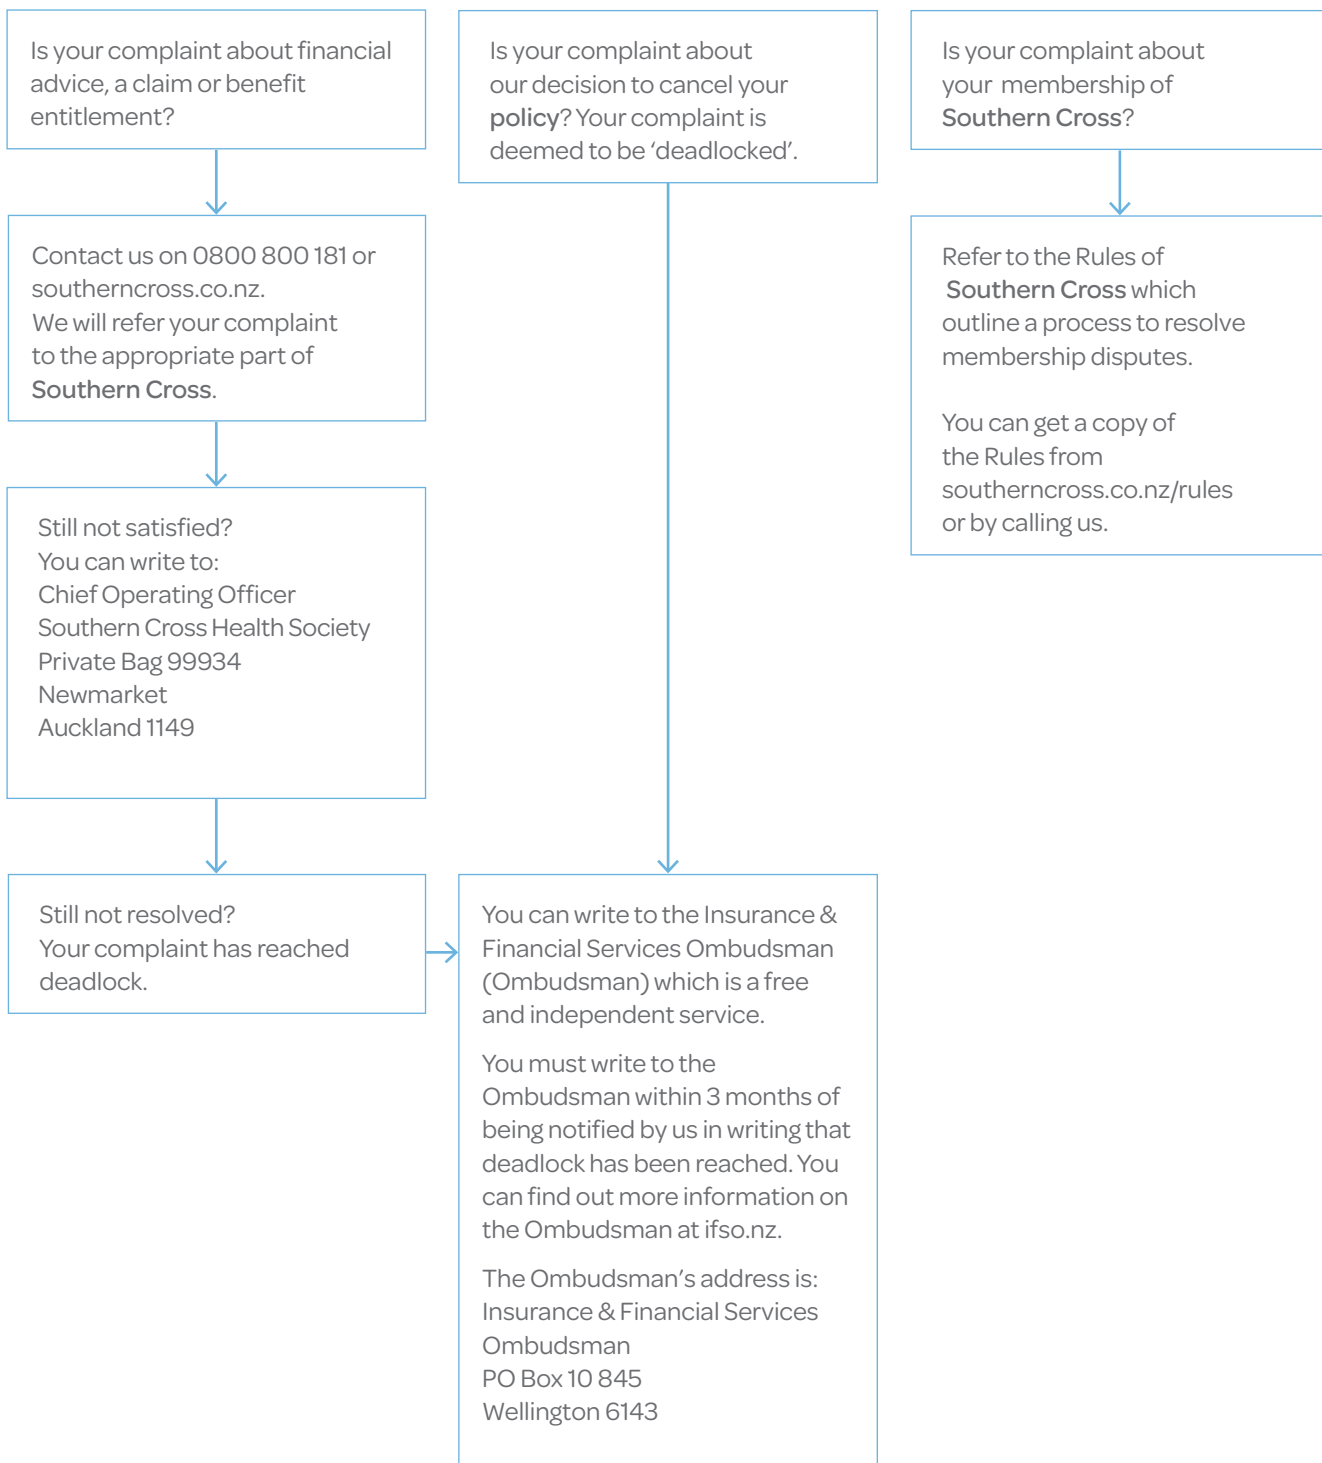 Is your complaint about financial
advice, a claim or benefit
entitlement?
Contact us on 0800 800 181 or
southerncross.co.nz.
We will refer your complaint
to the appropriate part of
Southern Cross.
Still not satisfied?
You can write to:
Chief Operating Officer
Southern Cross Health Society
Private Bag 99934
Newmarket
Auckland 1149
Still not resolved?
Your complaint has reached
deadlock.
Is your complaint about
our decision to cancel your
policy? Your complaint is
deemed to be ‘deadlocked’.
You can write to the Insurance &
Financial Services Ombudsman
(Ombudsman) which is a free
and independent service.
You must write to the
Ombudsman within 3 months of
being notified by us in writing that
deadlock has been reached. You
can find out more information on
the Ombudsman at ifso.nz.
The Ombudsman’s address is:
Insurance & Financial Services
Ombudsman
PO Box 10 845
Wellington 6143
Is your complaint about
your membership of
Southern Cross?
Refer to the Rules of
Southern Cross which
outline a process to resolve
membership disputes.
You can get a copy of
the Rules from
southerncross.co.nz/rules
or by calling us.